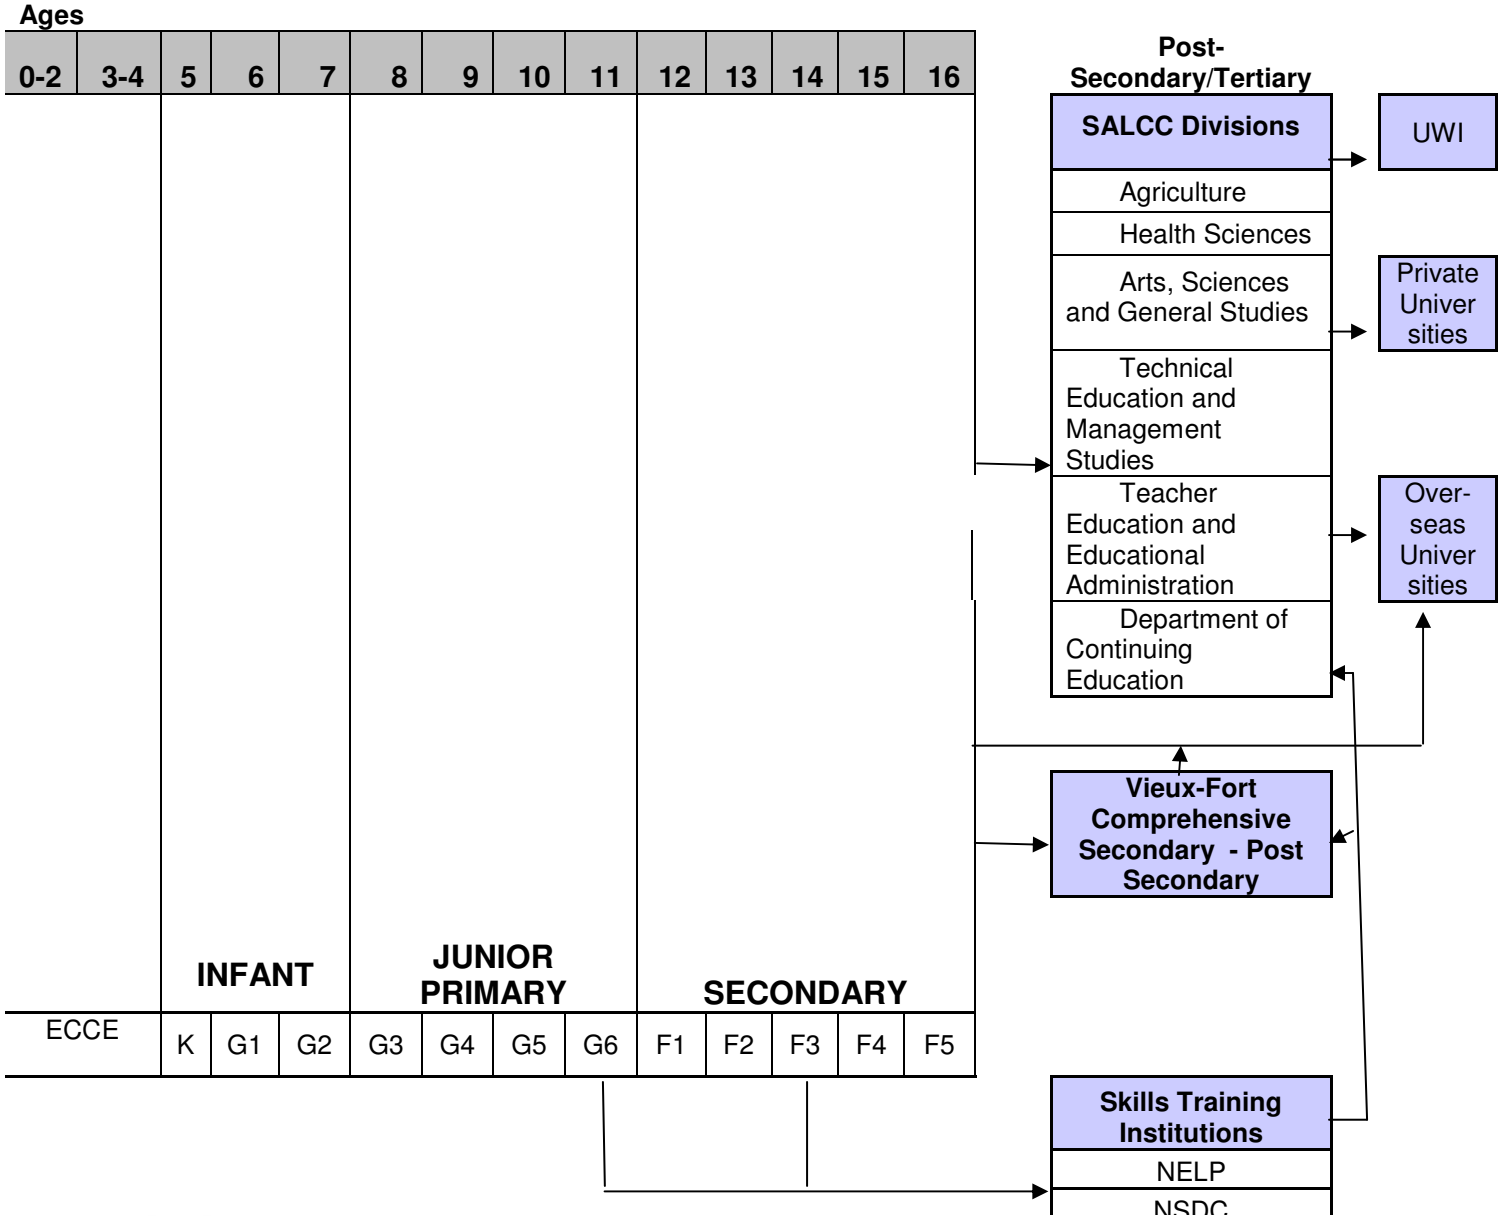 Ages
0-2 3-4 5 6 7 8 9 10 11 12 13 14 15 16
Post-
Secondary/Tertiary
SALCC Divisions
UWI
Agriculture
Health Sciences
Arts, Sciences
and General Studies
Private
Univer
sities
Technical
Education and
Management
Studies
Teacher
Education and
Educational
Administration
Over-
seas
Univer
sities
Department of
Continuing
Education
Vieux-Fort
Comprehensive
Secondary - Post
Secondary
INFANT
JUNIOR
PRIMARY
SECONDARY
ECCE K G1 G2 G3 G4 G5 G6 F1 F2 F3 F4 F5
Skills Training
Institutions
NELP
NSDC